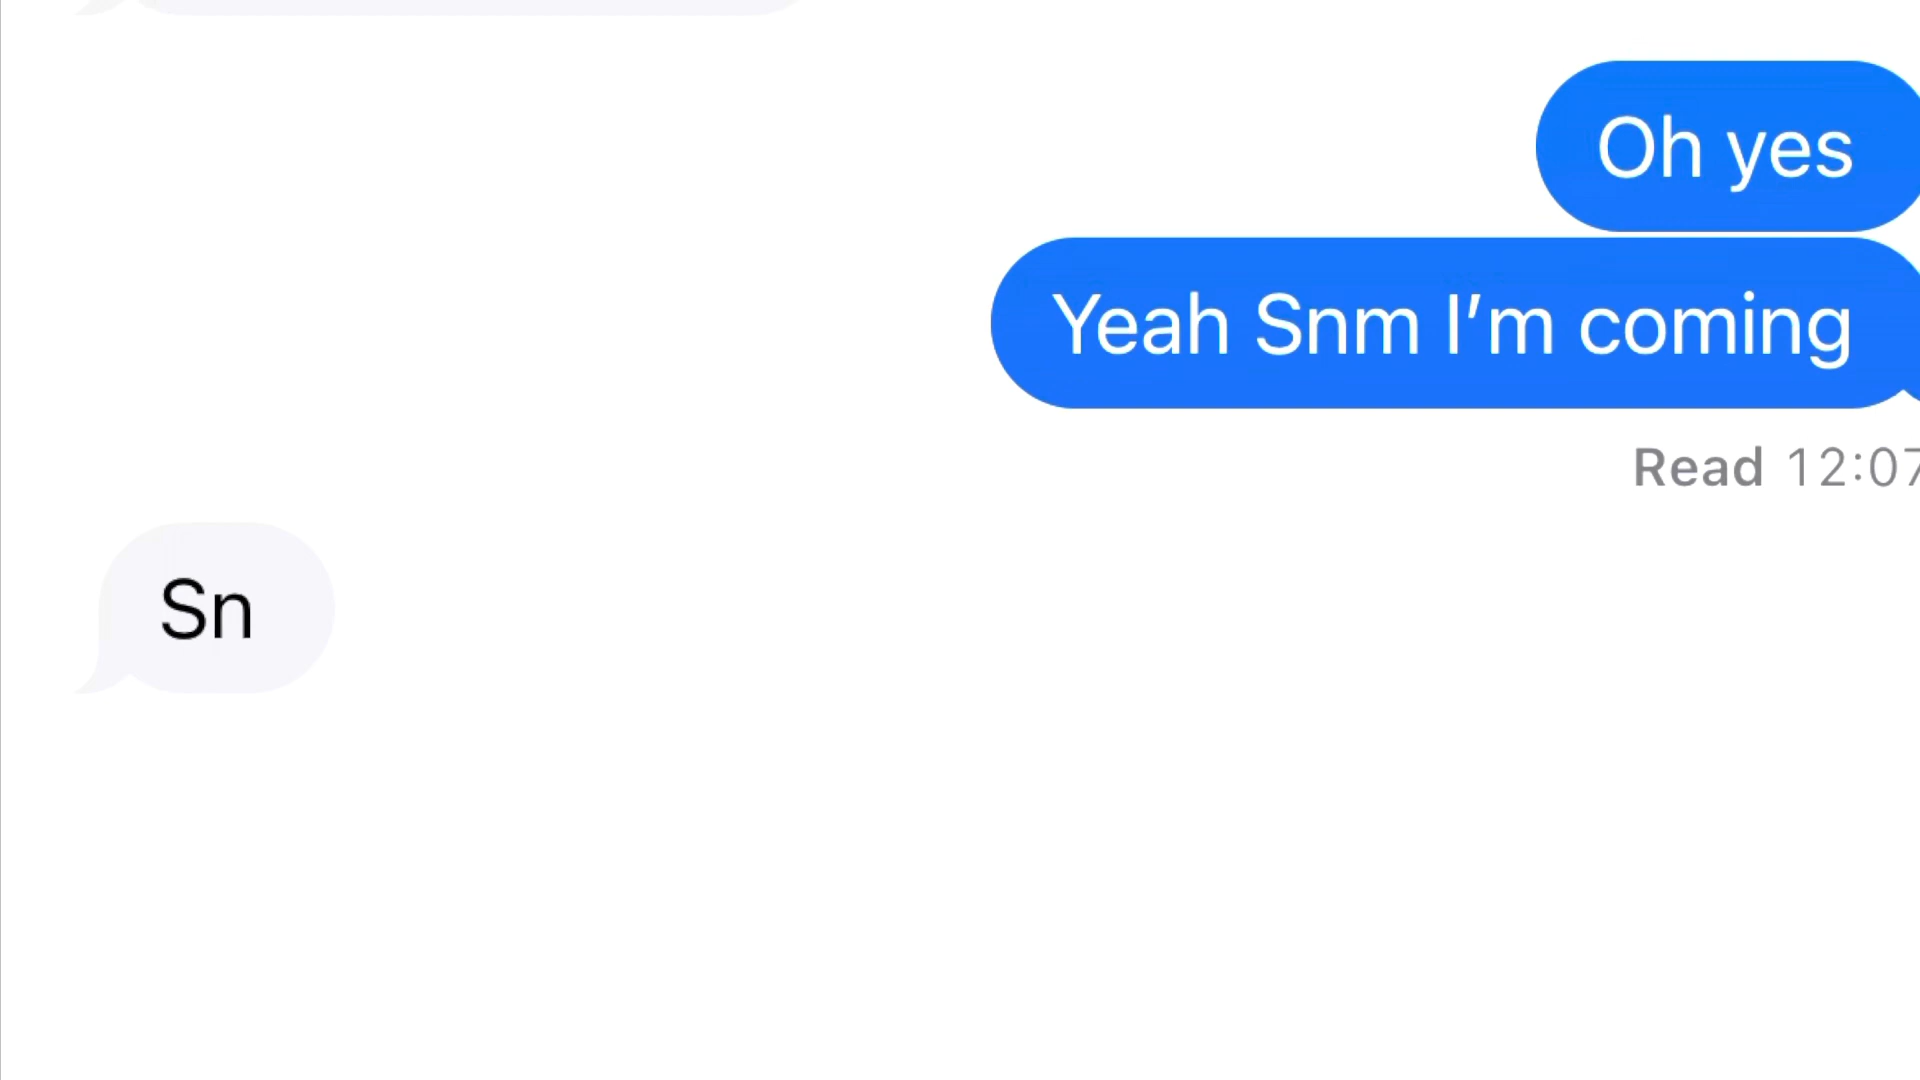 Oh yes
Yeah Snm I’m coming
Read 12:07
Sn